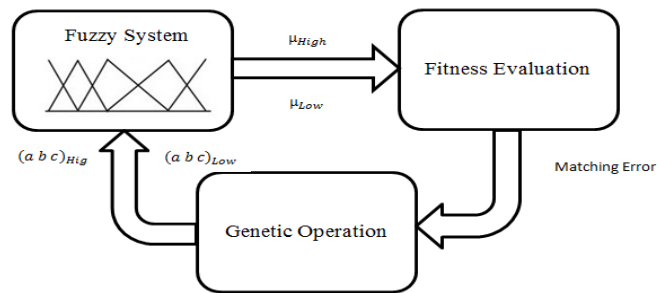 Fuzzy System
μHigh
μLow
Fitness Evaluation
(a b c)Hig
(a b c)Low
Matching Error
Genetic Operation